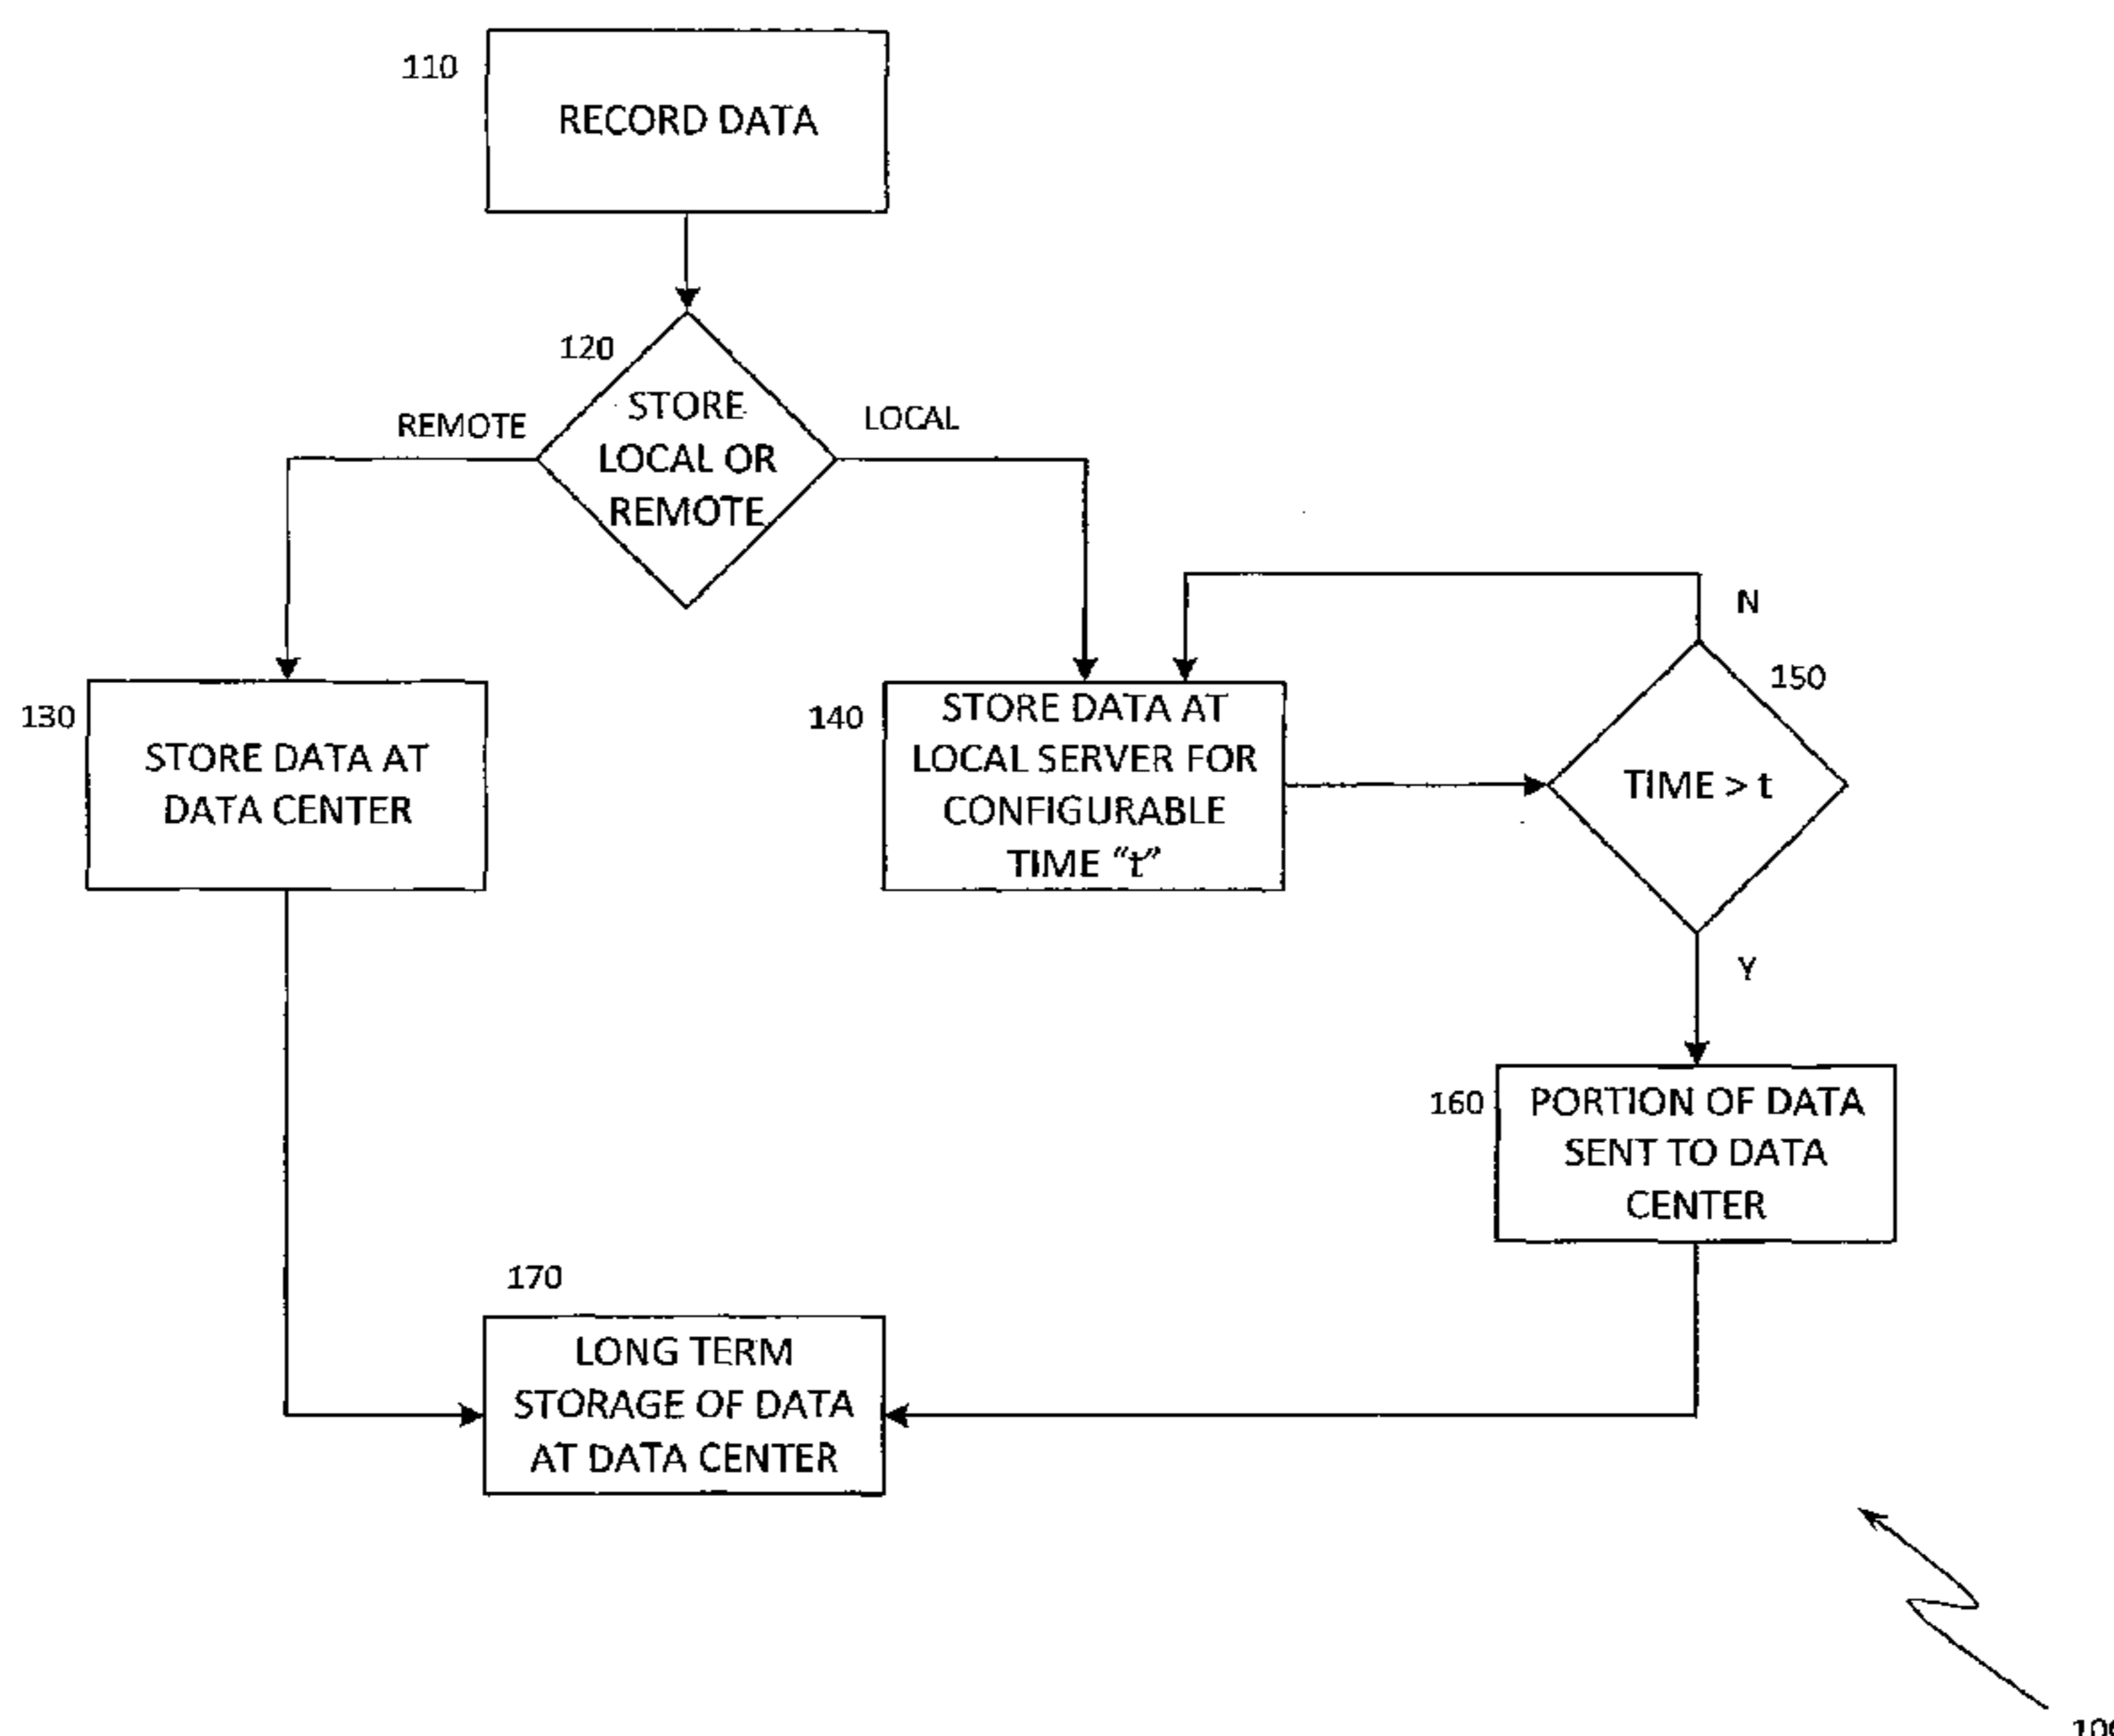 110
RECORD DATA
120
STORE
LOCAL OR
REMOTE
REMOTE
LOCAL
N
150
TIME > t
130
STORE DATA AT
DATA CENTER
140
STORE DATA AT
LOCAL SERVER FOR
CONFIGURABLE
TIME “t”
Y
160
PORTION OF DATA
SENT TO DATA
CENTER
170
LONG TERM
STORAGE OF DATA
AT DATA CENTER